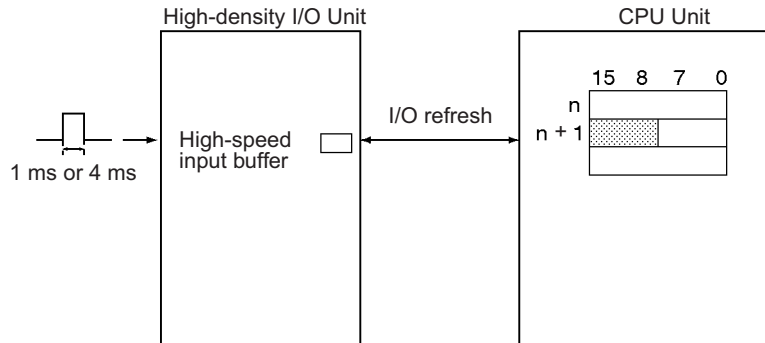 High-density I/O Unit
CPU Unit
15 8 7 0
n
n + 1
I/O refresh
High-speed
input buffer
1 ms or 4 ms